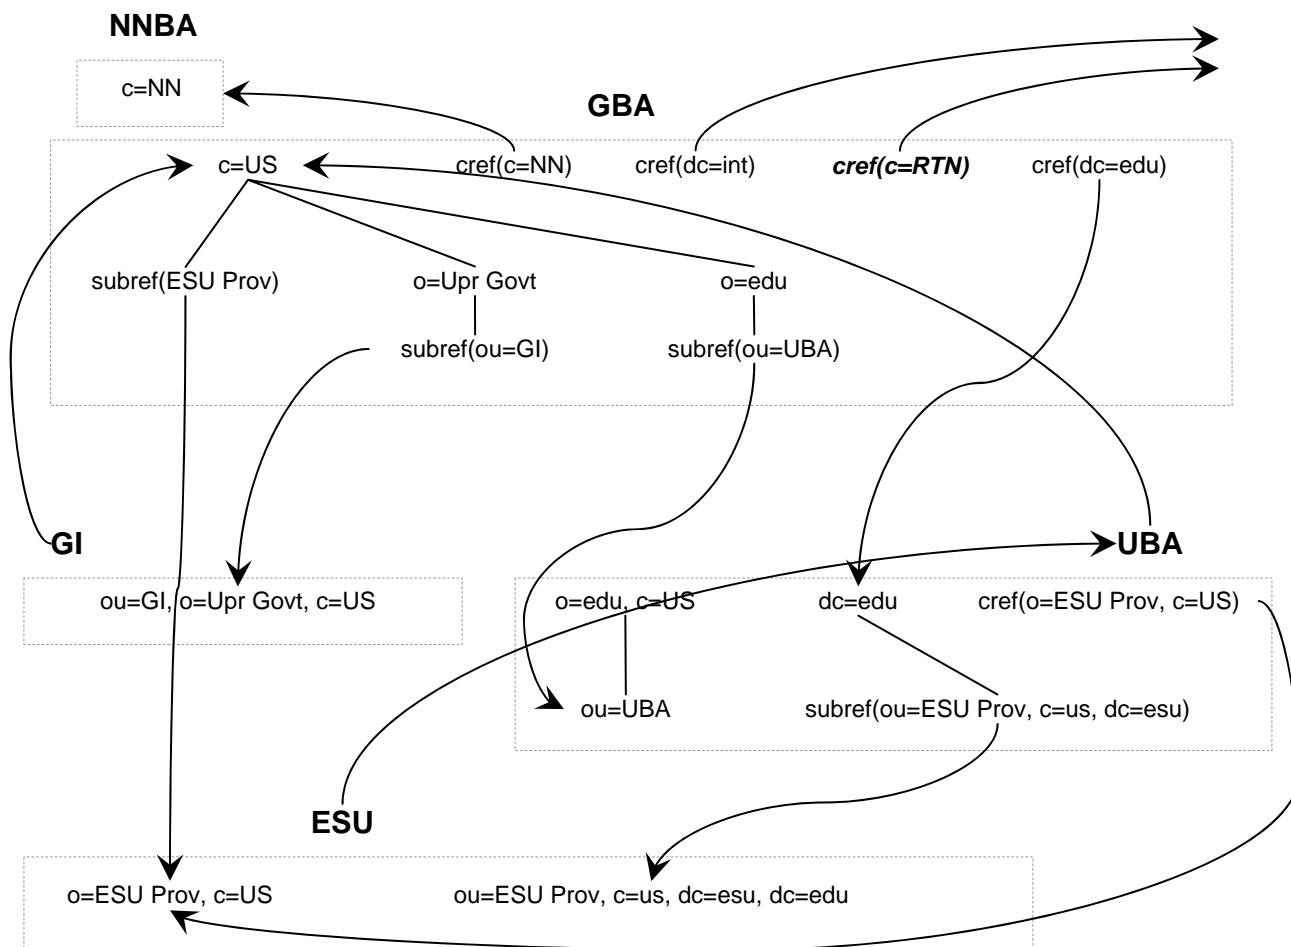 NNBA
c=NN
GBA
c=US cref(c=NN) cref(dc=int) cref(c=RTN) cref(dc=edu)
subref(ESU Prov) o=Upr Govt o=edu
subref(ou=GI) subref(ou=UBA)
GI UBA
ou=GI, o=Upr Govt, c=US o=edu, c=US dc=edu cref(o=ESU Prov, c=US)
ou=UBA subref(ou=ESU Prov, c=us, dc=esu)
ESU
o=ESU Prov, c=US ou=ESU Prov, c=us, dc=esu, dc=edu